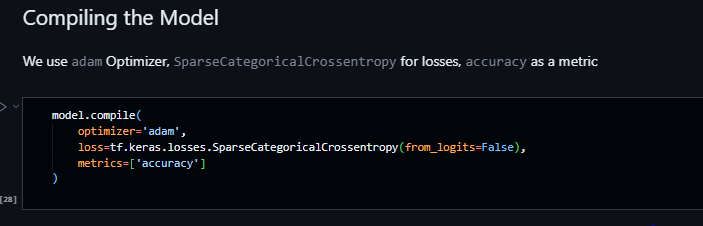 Compiling the Model
We use adam Optimizer, SparseCategoricalCrossentropy for losses, accuracy as a metric
model.compile(
    optimizer='adam',
    loss=tf.keras.losses.SparseCategoricalCrossentropy(from_logits=False),
    metrics=['accuracy']
)
[28]